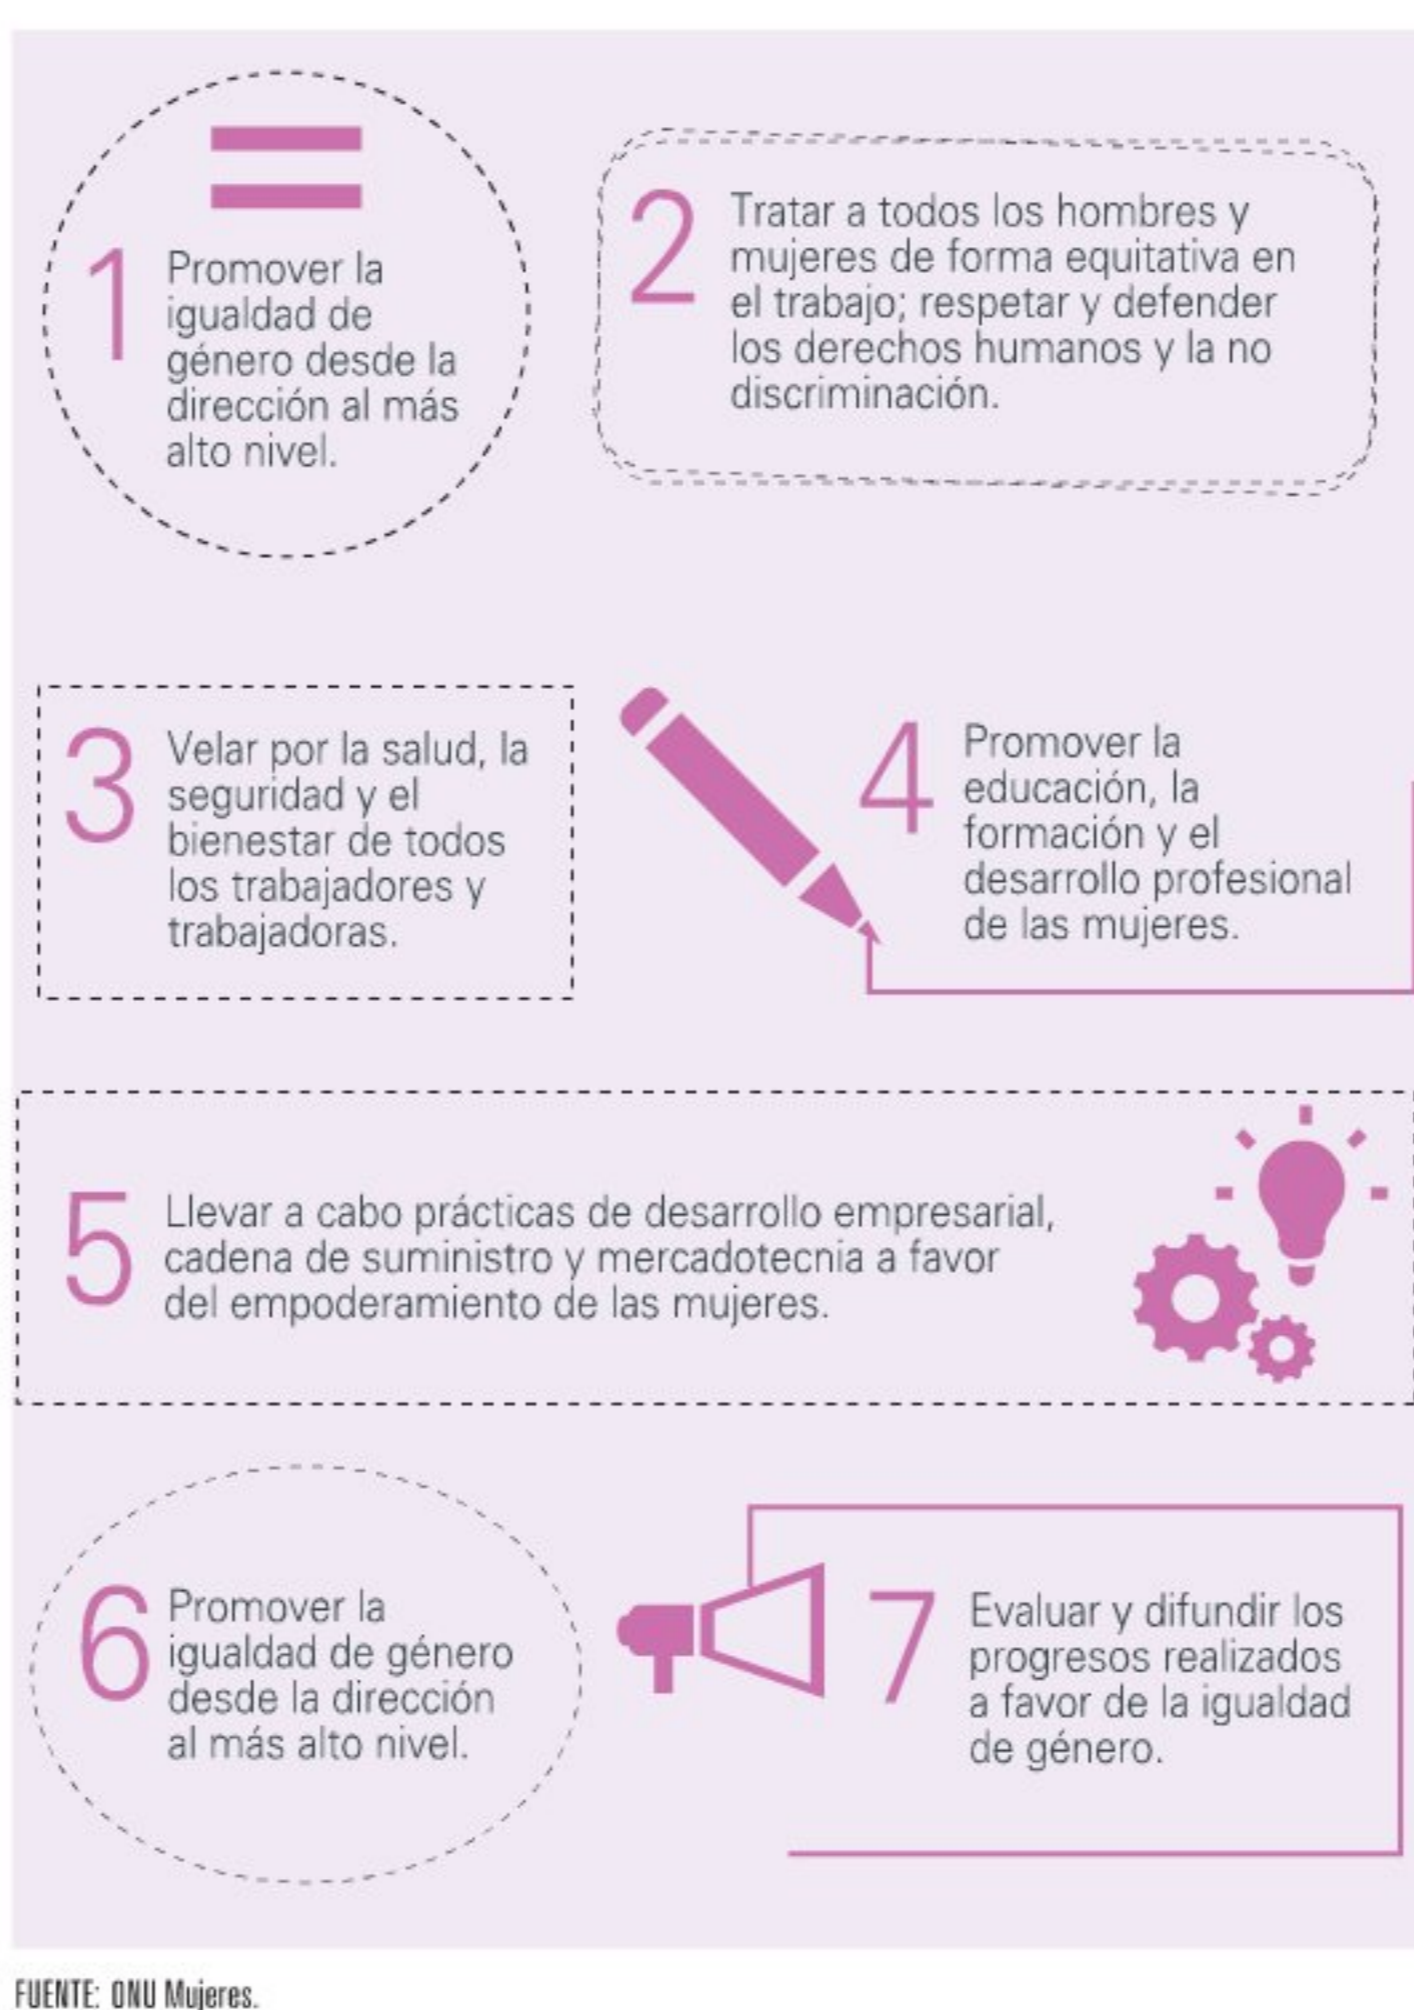 1
Promover la
igualdad de
género desde la
dirección al más
alto nivel.
2
Tratar a todos los hombres y
mujeres de forma equitativa en
el trabajo; respetar y defender
los derechos humanos y la no
discriminación.
3
Velar por la salud, la
seguridad y el
bienestar de todos
los trabajadores y
trabajadoras.
4
Promover la
educación, la
formación y el
desarrollo profesional
de las mujeres.
5
Llevar a cabo prácticas de desarrollo empresarial,
cadena de suministro y mercadotecnia a favor
del empoderamiento de las mujeres.
6
Promover la
igualdad de género
desde la dirección
al más alto nivel.
7
Evaluar y difundir los
progresos realizados
a favor de la igualdad
de género.
FUENTE: ONU Mujeres.